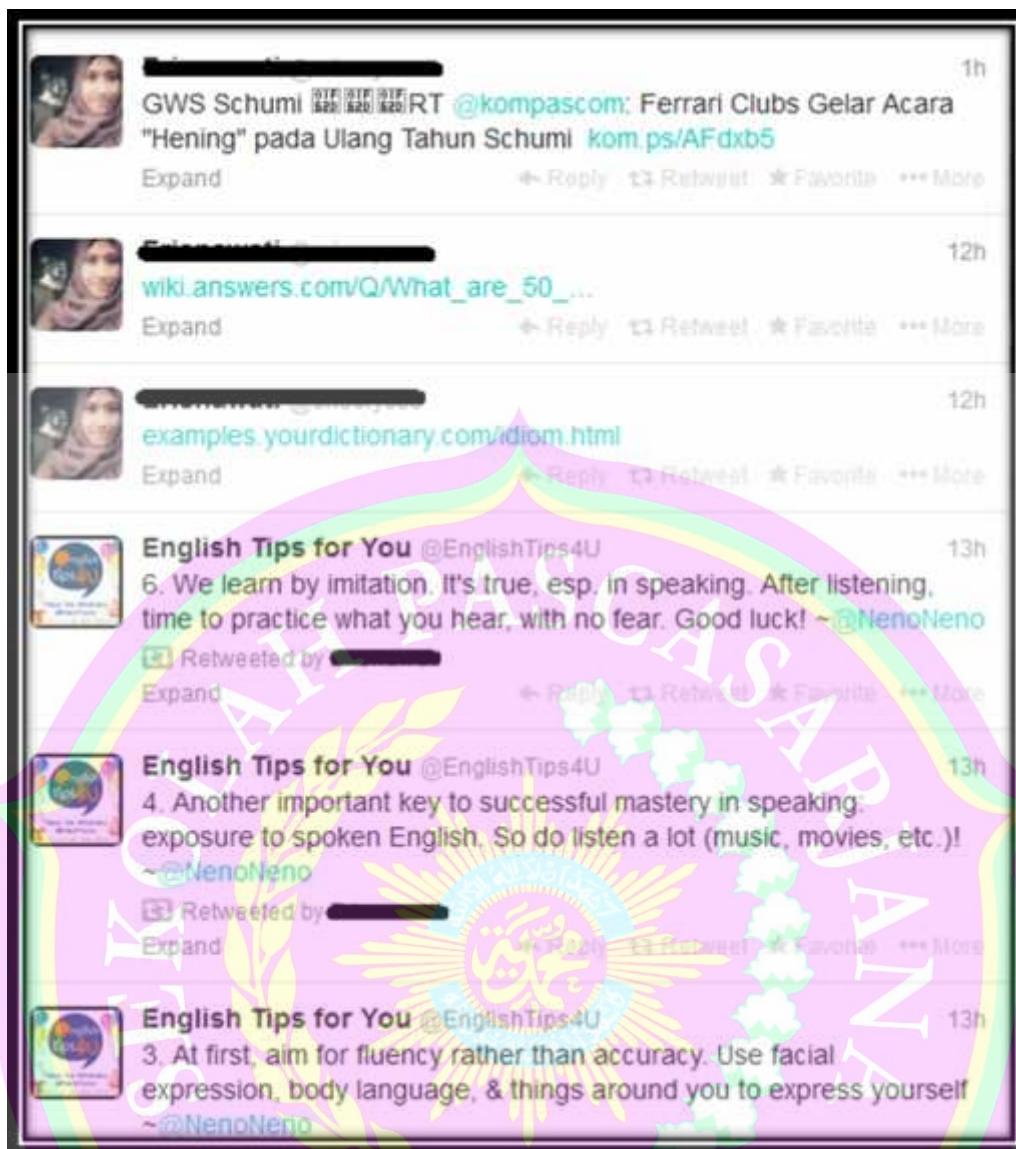 1h
GWS Schumi RT @kompascom: Ferrari Clubs Gelar Acara
"Hening" pada Ulang Tahun Schumi kom.ps/AFdxb5
Expand Reply Retweet Favorite More
12h
wiki.answers.com/Q/What_are_50_...
Expand Reply Retweet Favorite More
12h
examples.yourdictionary.com/idiom.html
Expand Reply Retweet Favorite More
English Tips for You @EnglishTips4U 13h
6. We learn by imitation. It's true, esp. in speaking. After listening,
time to practice what you hear, with no fear. Good luck! ~@NenoNeno
Retweeted by
Expand Reply Retweet Favorite More
English Tips for You @EnglishTips4U 13h
4. Another important key to successful mastery in speaking:
exposure to spoken English. So do listen a lot (music, movies, etc.)!
~@NenoNeno
Retweeted by
Expand Reply Retweet Favorite More
English Tips for You @EnglishTips4U 13h
3. At first, aim for fluency rather than accuracy. Use facial
expression, body language, & things around you to express yourself
~@NenoNeno
SEKOLAH PASCASARJANA